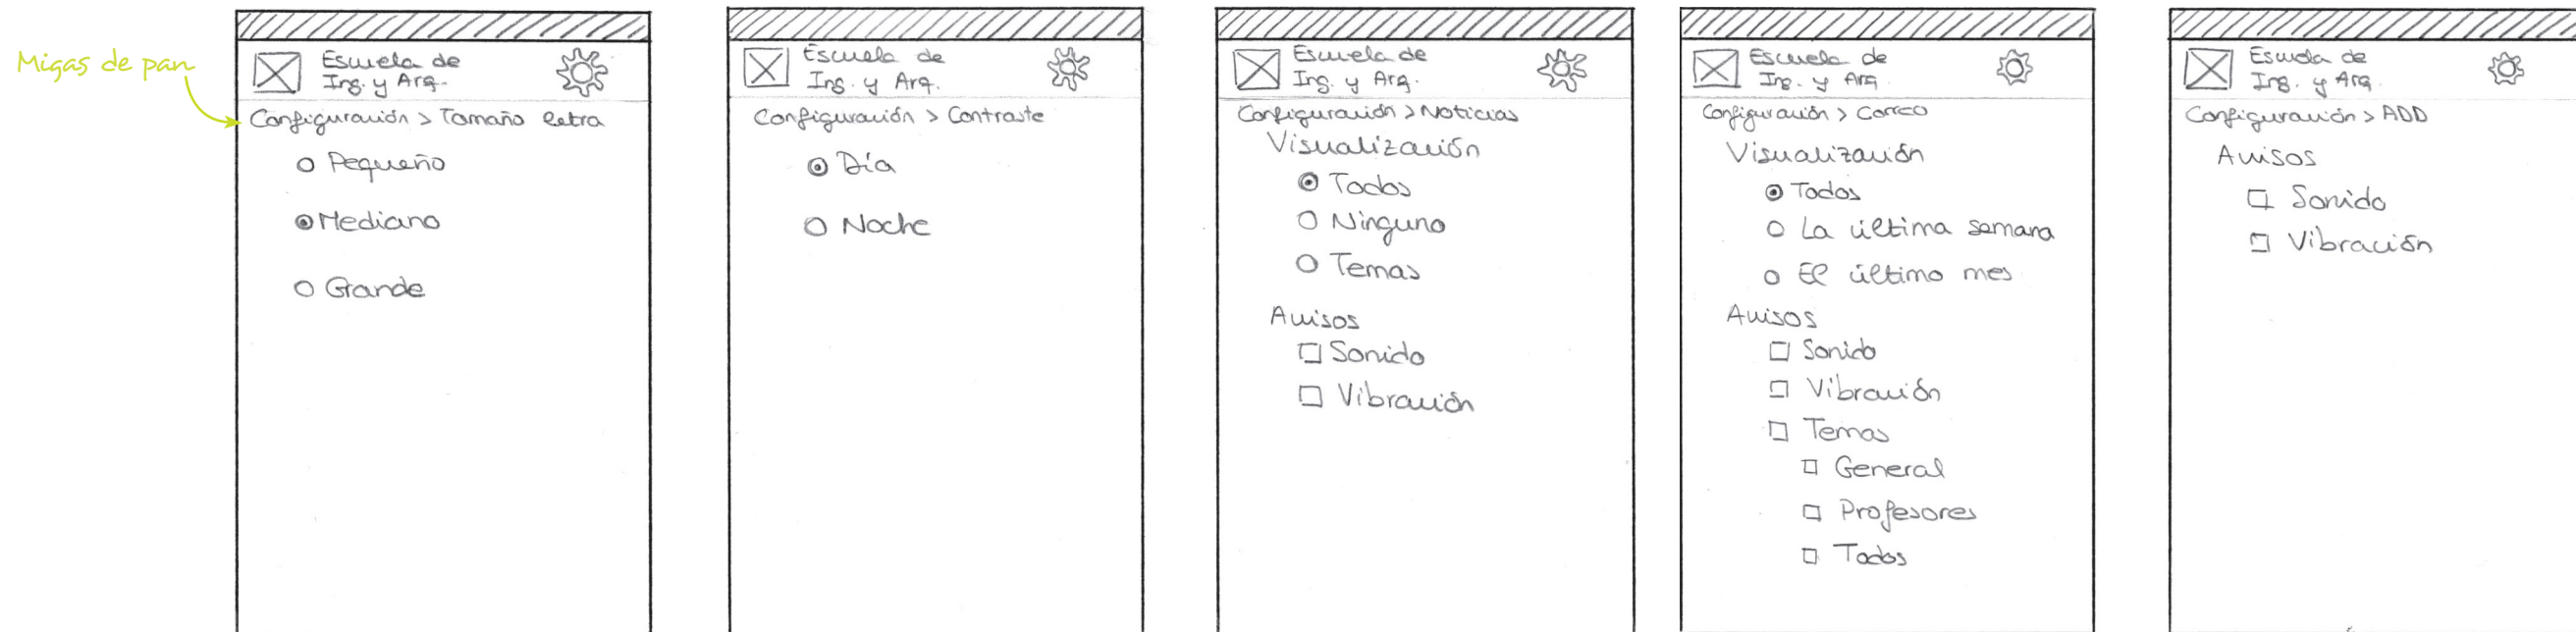 Migas de pan
Escuela de
Ing. y Arq.
Configuración > Tamaño letra
Pequeño
Mediano
Grande
Escuela de
Ing. y Arq.
Configuración > Contraste
Día
Noche
Escuela de
Ing. y Arq.
Configuración > Noticias
Visualización
Todos
Ninguno
Temas
Avisos
Sonido
Vibración
Escuela de
Ing. y Arq
Configuración > Correo
Visualización
Todos
La última semana
El último mes
Avisos
Sonido
Vibración
Temas
General
Profesores
Todos
Escuela de
Ing. y Arq.
Configuración > ADD
Avisos
Sonido
Vibración